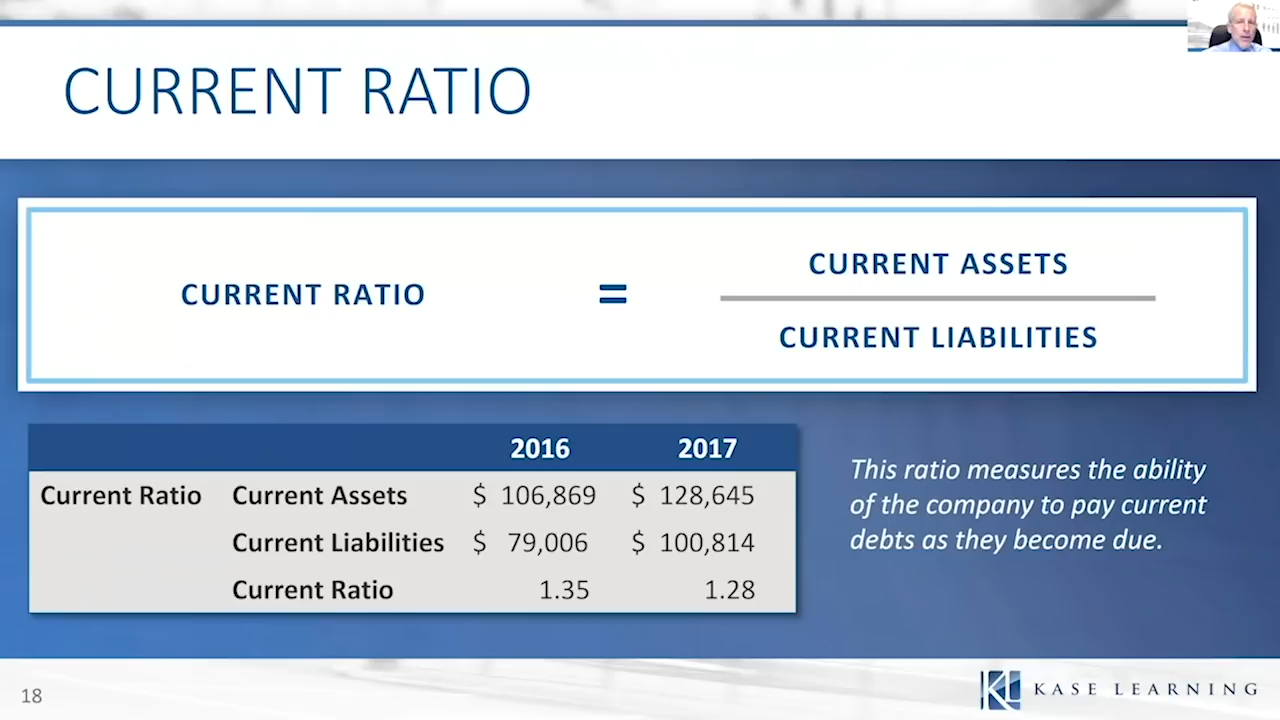 CURRENT RATIO
CURRENT RATIO = CURRENT ASSETS
CURRENT LIABILITIES
2016 2017
Current Ratio Current Assets $ 106,869 $ 128,645
Current Liabilities $ 79,006 $ 100,814
Current Ratio 1.35 1.28
This ratio measures the ability
of the company to pay current
debts as they become due.
18
KL KASE LEARNING